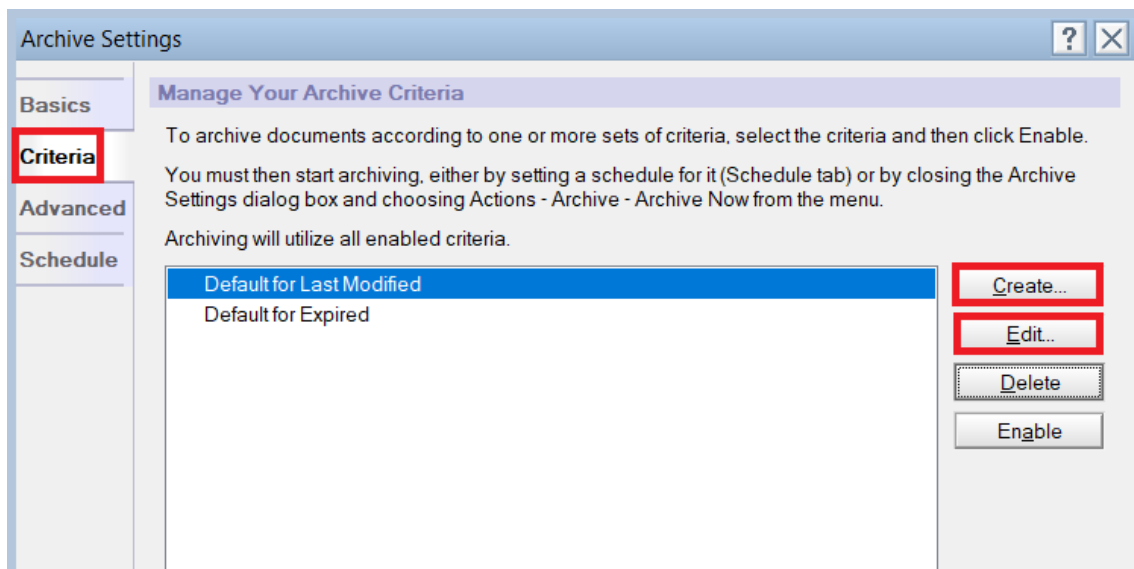 Archive Settings
?
Basics
Criteria
Advanced
Schedule
Manage Your Archive Criteria
To archive documents according to one or more sets of criteria, select the criteria and then click Enable.
You must then start archiving, either by setting a schedule for it (Schedule tab) or by closing the Archive
Settings dialog box and choosing Actions - Archive - Archive Now from the menu.
Archiving will utilize all enabled criteria.
Default for Last Modified
Default for Expired
Create...
Edit...
Delete
Enable